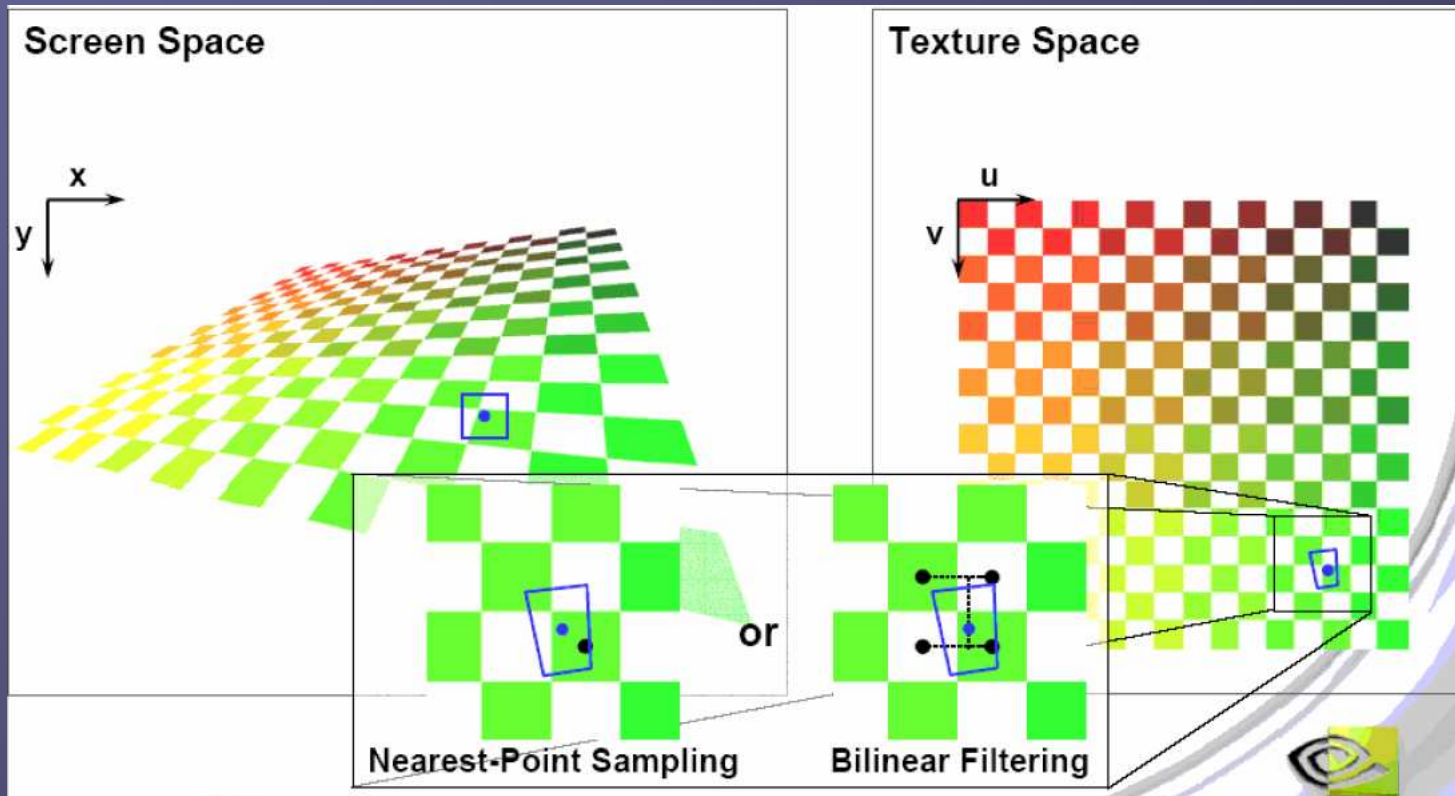 Screen Space
x
y
Texture Space
u
v
or
Nearest-Point Sampling
Bilinear Filtering